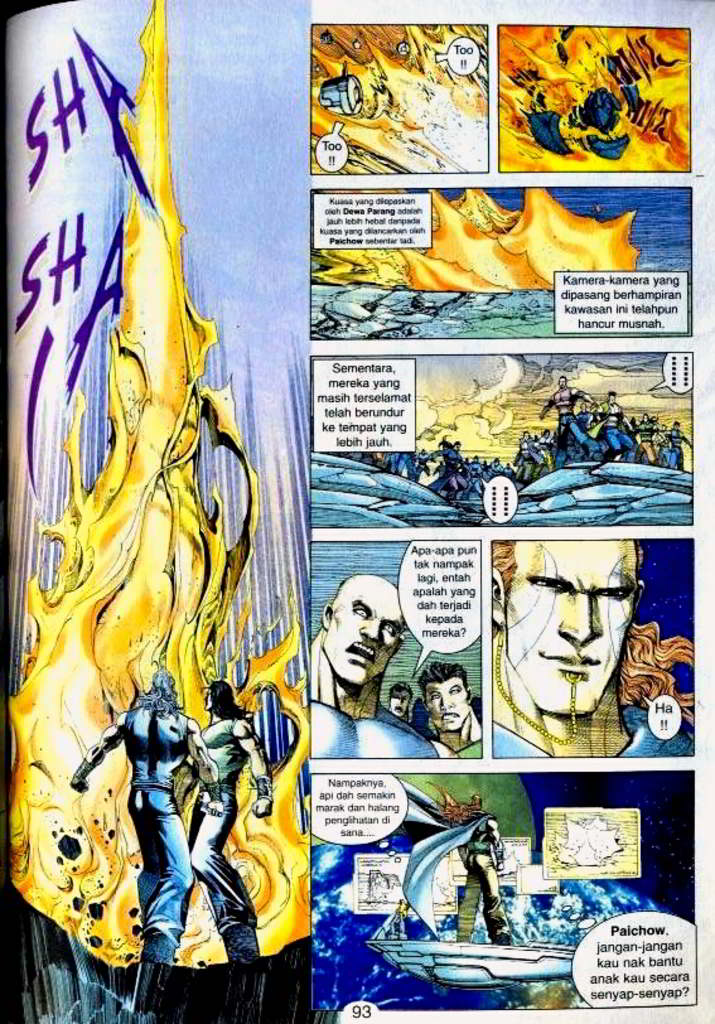 SHA
SHA
!
Too
!!
Too
!!
Kuasa yang dilepaskan
oleh Dewa Parang adalah
jauh lebih hebat daripada
kuasa yang dilancarkan oleh
Paichow sebentar tadi.
Kamera-kamera yang
dipasang berhampiran
kawasan ini telahpun
hancur musnah.
Sementara,
mereka yang
masih terselamat
telah berundur
ke tempat yang
lebih jauh.
Apa-apa pun
tak nampak
lagi, entah
apalah yang
dah terjadi
kepada
mereka?
Ha
!!
Nampaknya,
api dah semakin
marak dan halang
penglihatan di
sana....
Paichow,
jangan-jangan
kau nak bantu
anak kau secara
senyap-senyap?
93